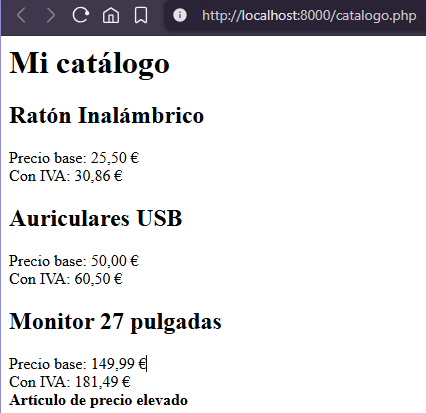 http://localhost:8000/catalogo.php
Mi catálogo
Ratón Inalámbrico
Precio base: 25,50 €
Con IVA: 30,86 €
Auriculares USB
Precio base: 50,00 €
Con IVA: 60,50 €
Monitor 27 pulgadas
Precio base: 149,99 €
Con IVA: 181,49 €
Artículo de precio elevado